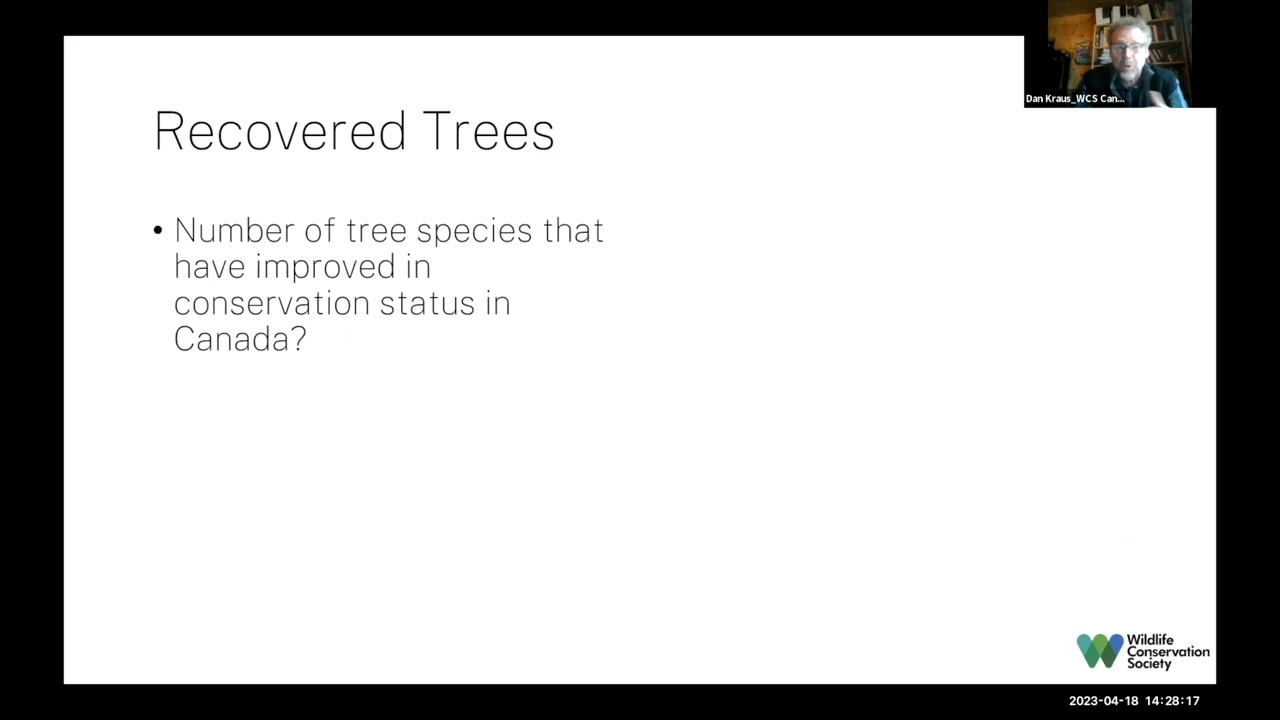 Dan Kraus_WCS Can...
Recovered Trees
• Number of tree species that
have improved in
conservation status in
Canada?
Wildlife
Conservation
Society
2023-04-18 14:28:17